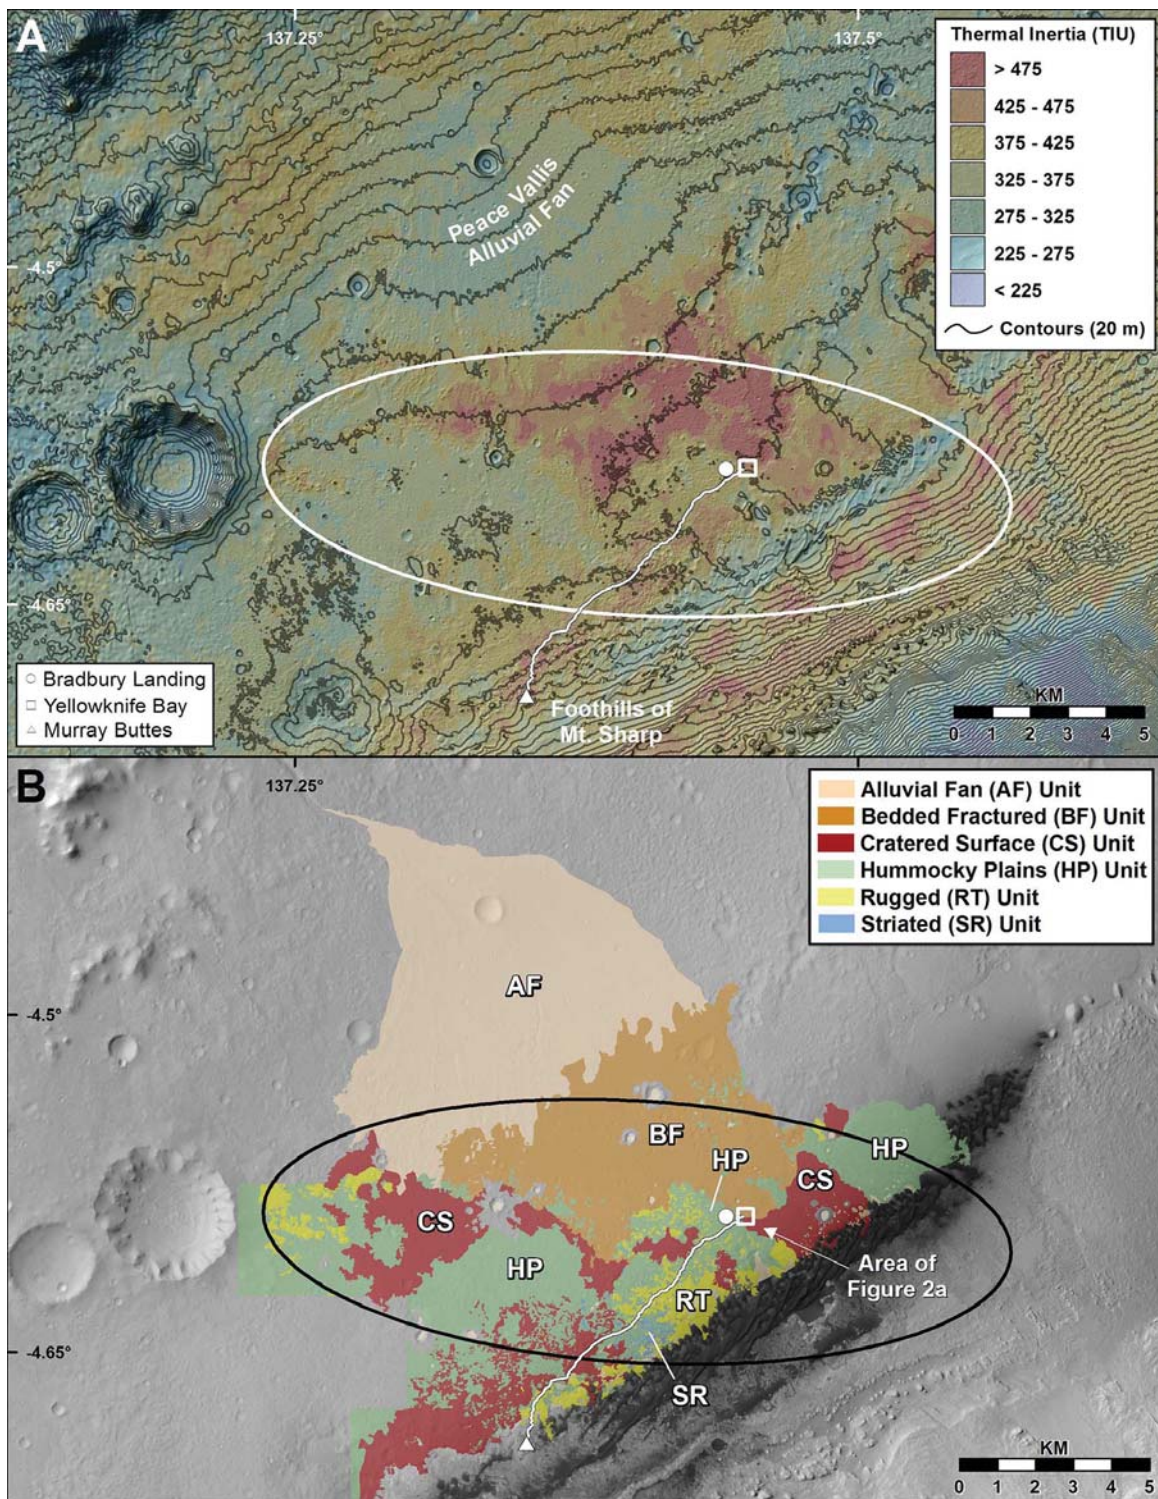 A
137.25°
137.5°
Thermal Inertia (TIU)
> 475
425 - 475
375 - 425
325 - 375
275 - 325
225 - 275
< 225
Contours (20 m)
Peace Vallis
Alluvial Fan
-4.5°
-4.65°
Bradbury Landing
Yellowknife Bay
Murray Buttes
Foothills of
Mt. Sharp
KM
0 1 2 3 4 5
B
137.25°
Alluvial Fan (AF) Unit
Bedded Fractured (BF) Unit
Cratered Surface (CS) Unit
Hummocky Plains (HP) Unit
Rugged (RT) Unit
Striated (SR) Unit
AF
-4.5°
BF
HP
HP
CS
CS
HP
Area of
Figure 2a
RT
-4.65°
SR
KM
0 1 2 3 4 5